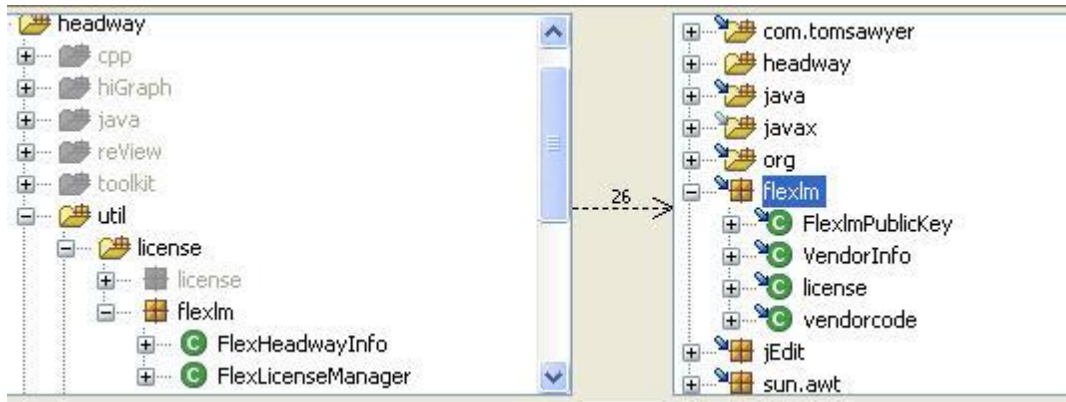 headway
cpp
hiGraph
java
reView
toolkit
util
license
license
flexlm
FlexHeadwayInfo
FlexLicenseManager
26
com.tomsawyer
headway
java
javax
org
flexlm
FlexlmPublicKey
VendorInfo
license
vendorcode
jEdit
sun.awt